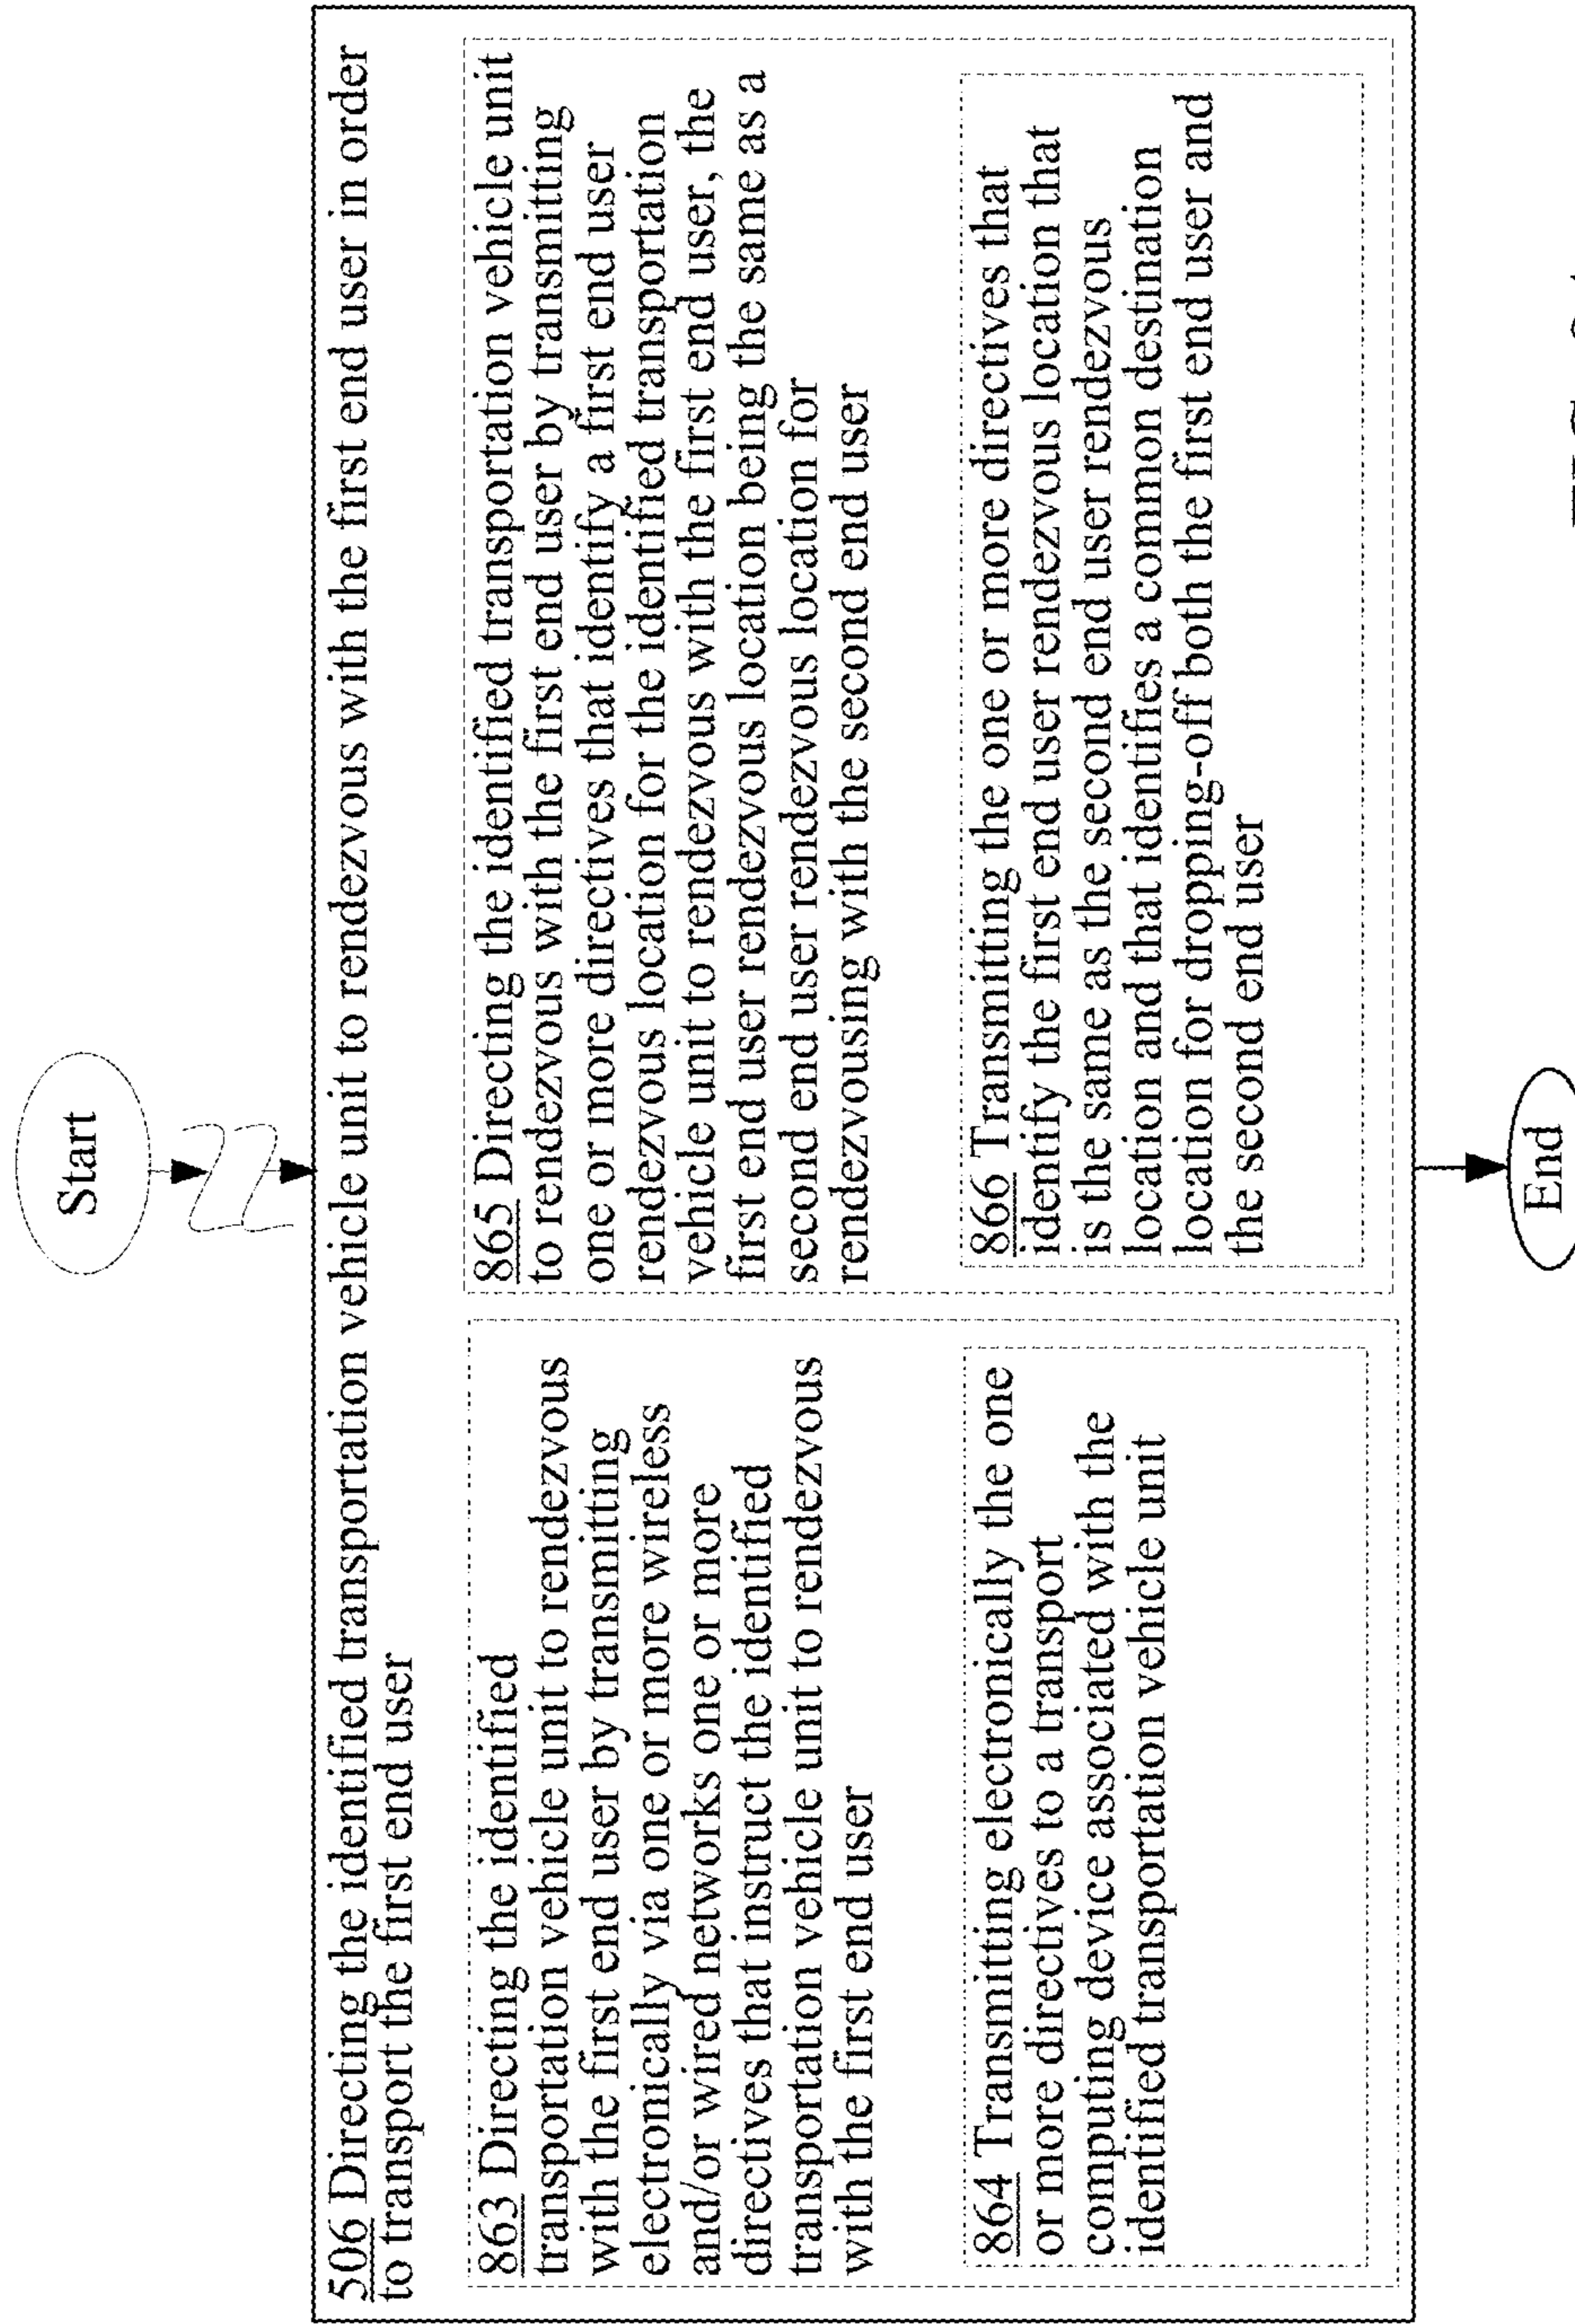 Start
506 Directing the identified transportation vehicle unit to rendezvous with the first end user in order
to transport the first end user
863 Directing the identified
transportation vehicle unit to rendezvous
with the first end user by transmitting
electronically via one or more wireless
and/or wired networks one or more
directives that instruct the identified
transportation vehicle unit to rendezvous
with the first end user
864 Transmitting electronically the one
or more directives to a transport
computing device associated with the
identified transportation vehicle unit
865 Directing the identified transportation vehicle unit
to rendezvous with the first end user by transmitting
one or more directives that identify a first end user
rendezvous location for the identified transportation
vehicle unit to rendezvous with the first end user, the
first end user rendezvous location being the same as a
second end user rendezvous location for
rendezvousing with the second end user
866 Transmitting the one or more directives that
identify the first end user rendezvous location that
is the same as the second end user rendezvous
location and that identifies a common destination
location for dropping-off both the first end user and
the second end user
End